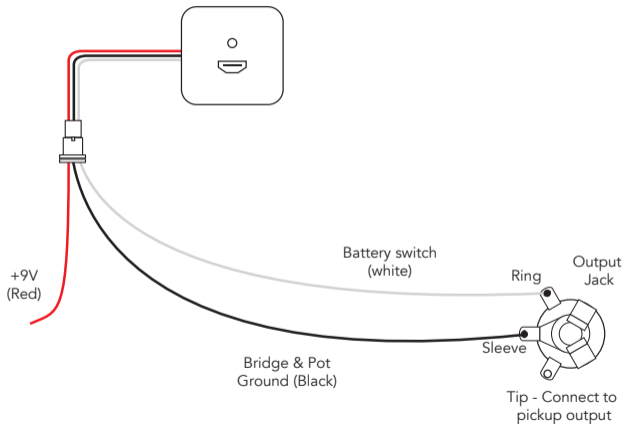 Battery switch
(white)
Output
Jack
Ring
+9V
(Red)
Sleeve
Bridge & Pot
Ground (Black)
Tip - Connect to
pickup output